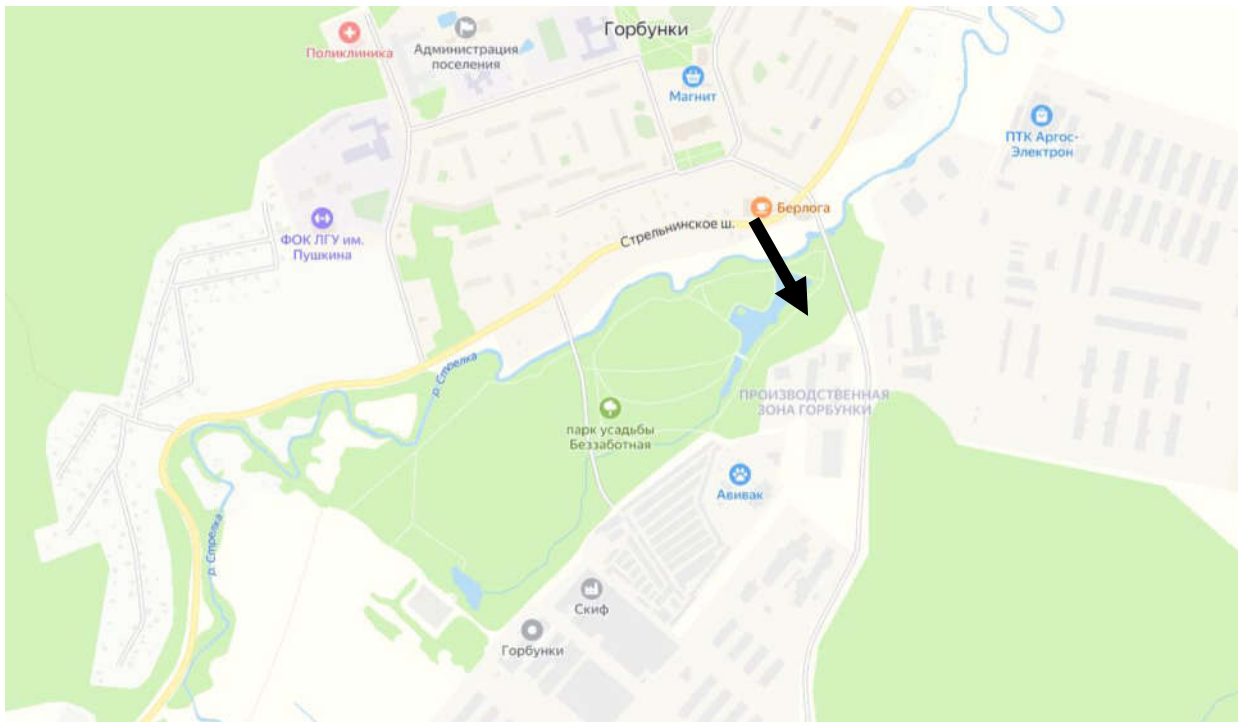 Горбунки
Поликлиника
Администрация
поселения
Магнит
ПТК Аргос-
Электрон
Берлога
Стрельнинское ш.
ФОК ЛГУ им.
Пушкина
р. Стрелка
ПРОИЗВОДСТВЕННАЯ
ЗОНА ГОРБУНКИ
парк усадьбы
Беззаботная
Авивак
р. Стрелка
Скиф
Горбунки